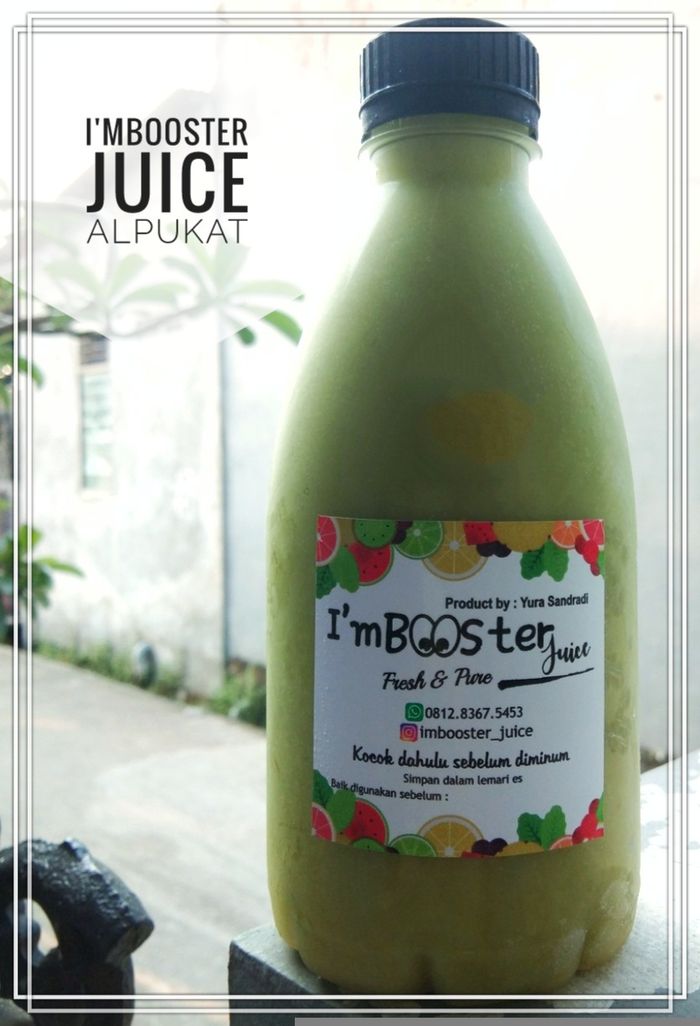 I'MBOOSTER
JUICE
ALPUKAT
Product by : Yura Sandradi
I'mBOOSter
Juice
Fresh & Pure
0812.8367.5453
imbooster_juice
Kocok dahulu sebelum diminum
Simpan dalam lemari es
Baik digunakan sebelum :